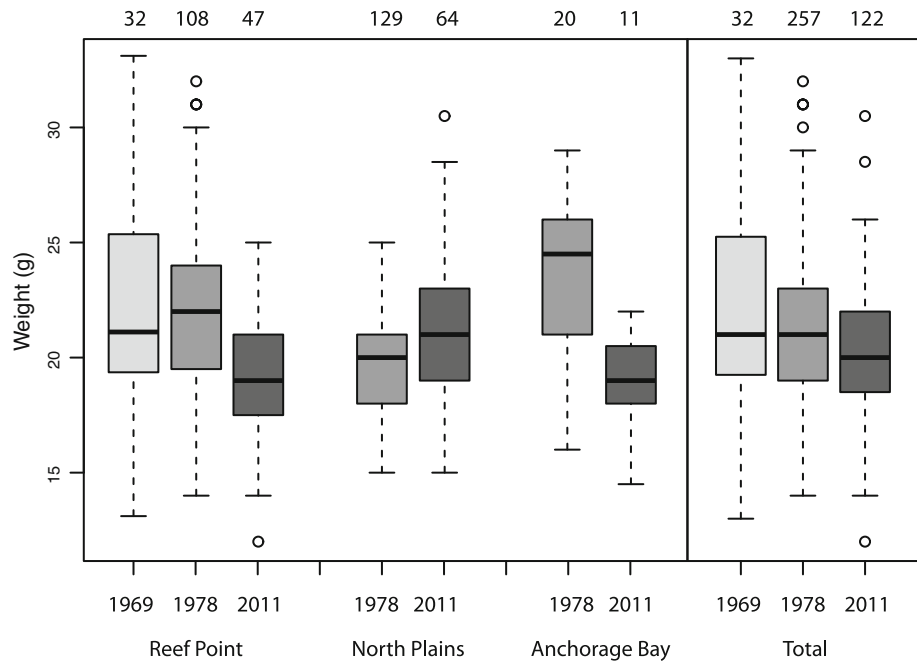 32 108 47 129 64 20 11 32 257 122
Weight (g)
30
25
20
15
1969 1978 2011 1978 2011 1978 2011 1969 1978 2011
Reef Point North Plains Anchorage Bay Total